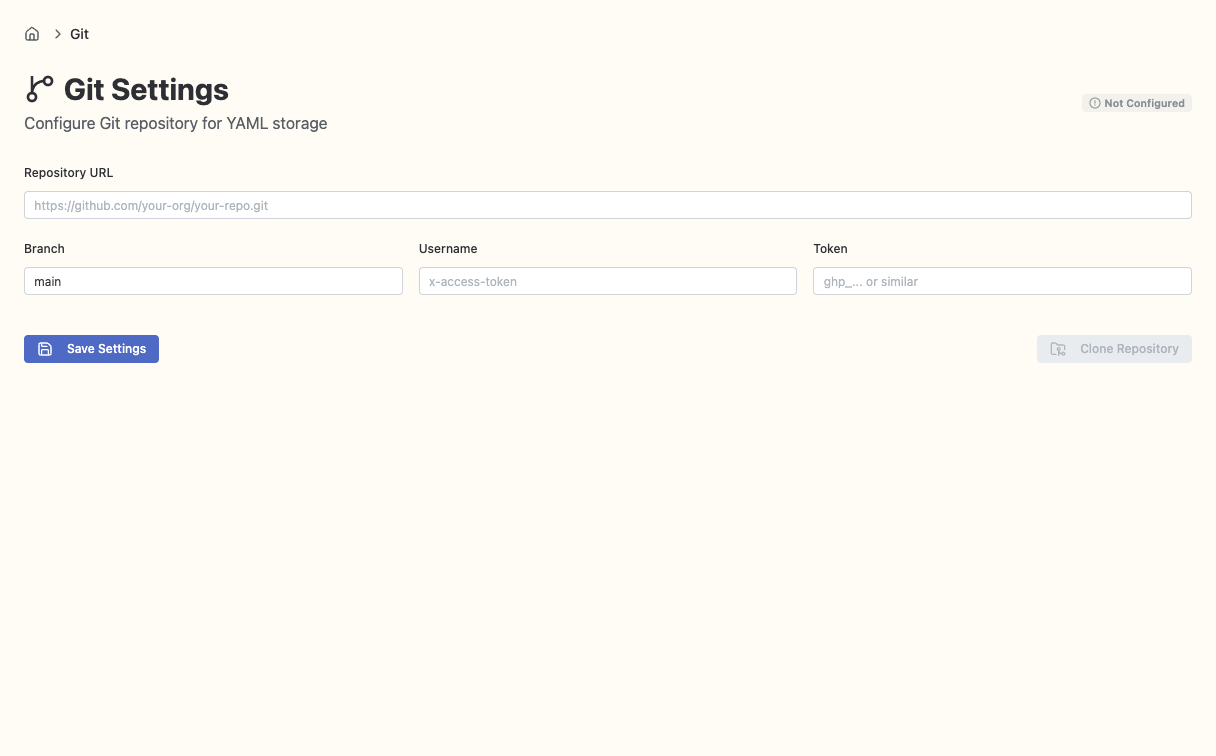 Git
Git Settings
Not Configured
Configure Git repository for YAML storage
Repository URL
https://github.com/your-org/your-repo.git
Branch Username Token
main x-access-token ghp_... or similar
Save Settings Clone Repository